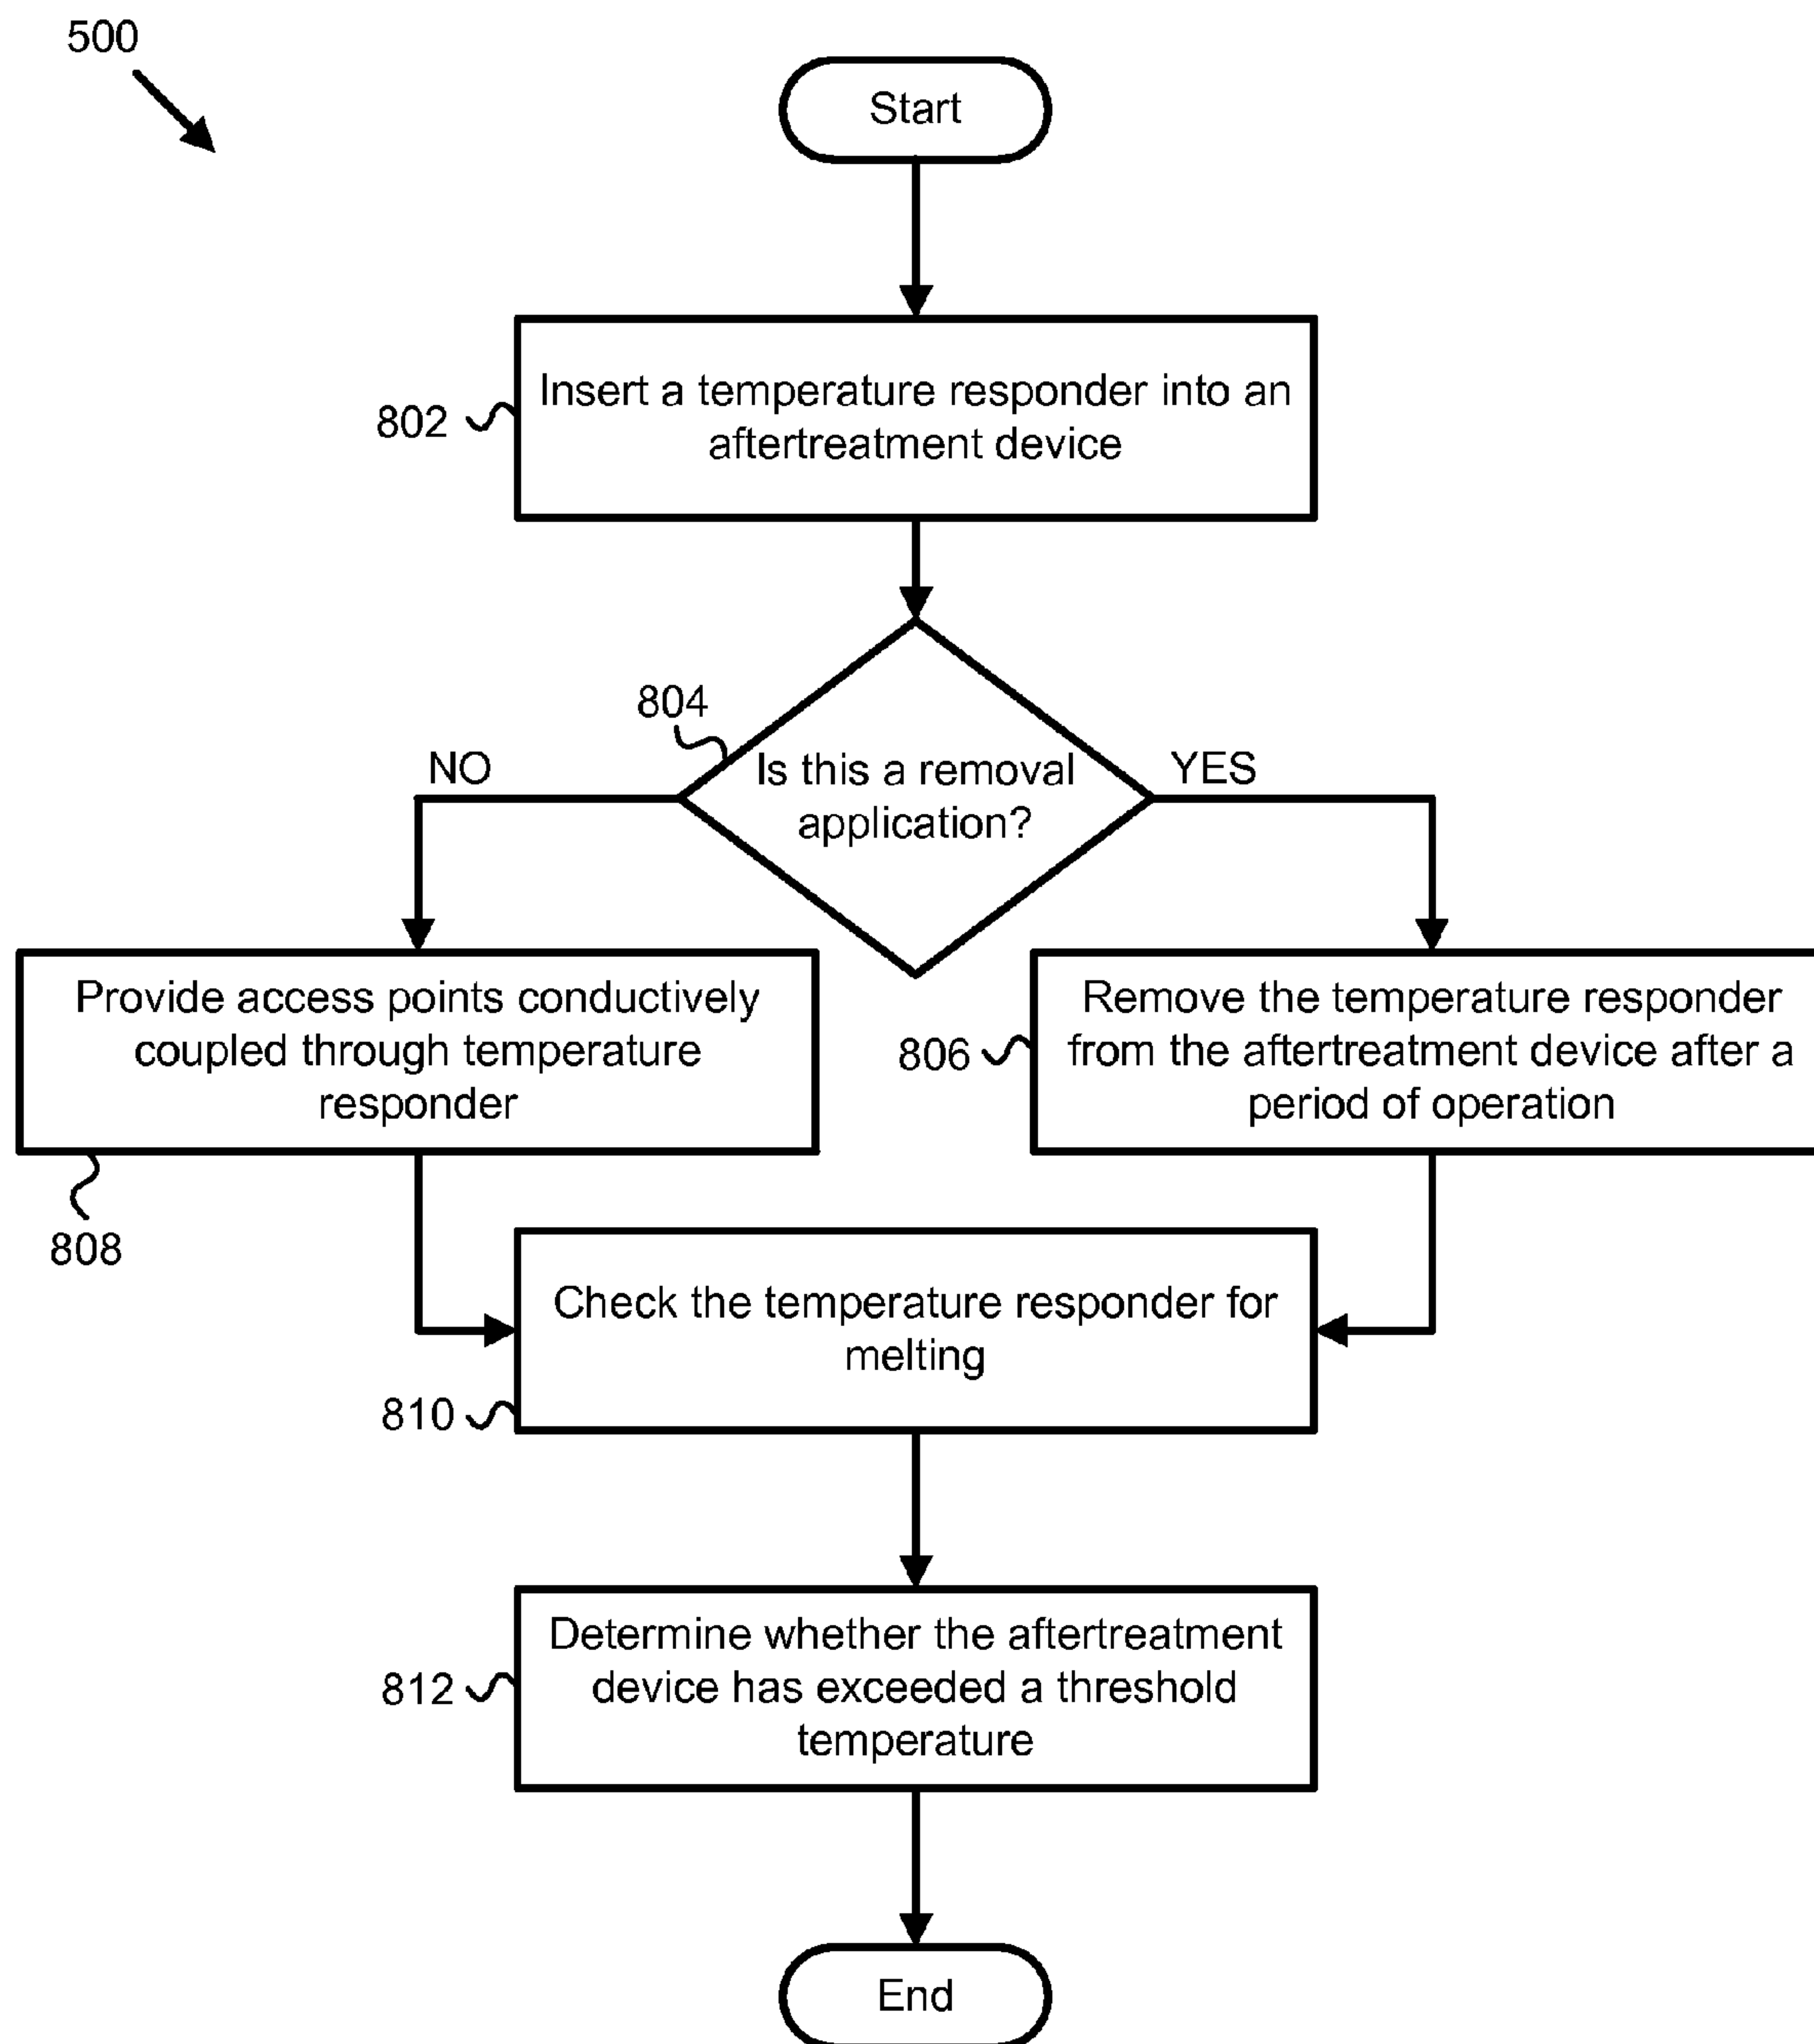 500
Start
802
Insert a temperature responder into an
aftertreatment device
804
NO
Is this a removal
application?
YES
Provide access points conductively
coupled through temperature
responder
808
806
Remove the temperature responder
from the aftertreatment device after a
period of operation
Check the temperature responder for
melting
810
Determine whether the aftertreatment
device has exceeded a threshold
temperature
812
End